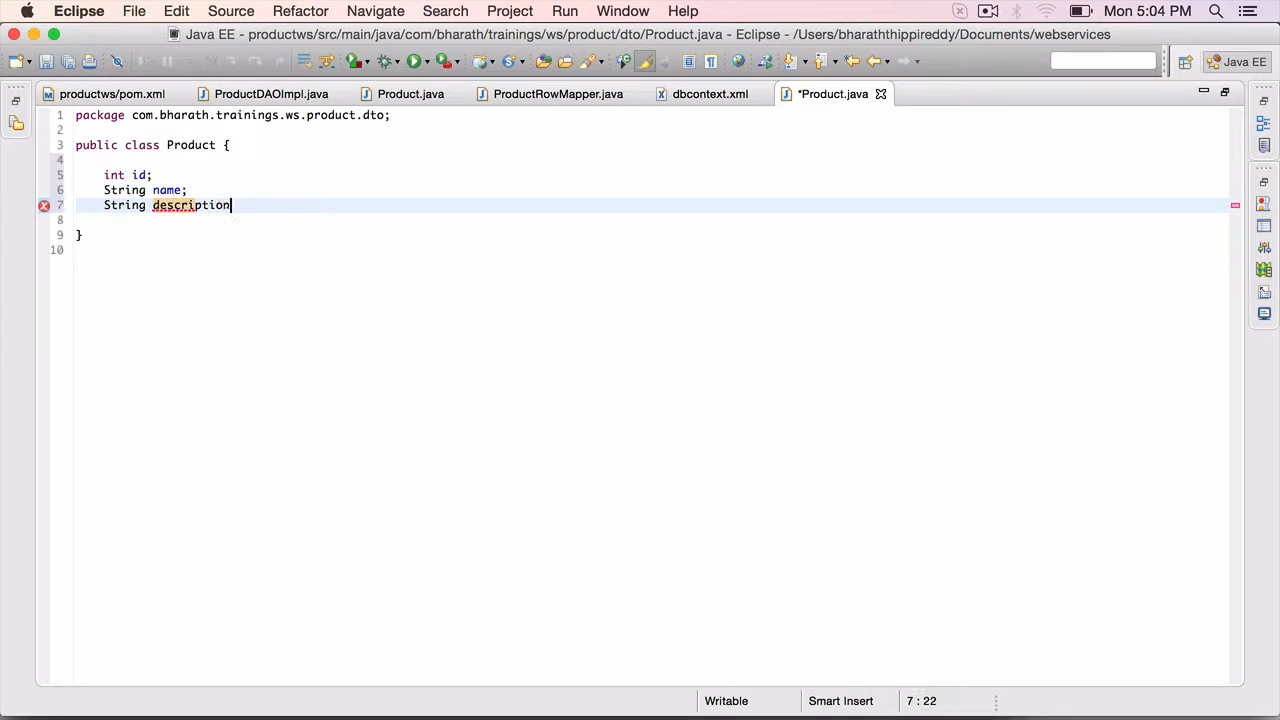 Eclipse File Edit Source Refactor Navigate Search Project Run Window Help Mon 5:04 PM
Java EE - productws/src/main/java/com/bharath/trainings/ws/product/dto/Product.java - Eclipse - /Users/bharaththippireddy/Documents/webservices
Java EE
productws/pom.xml ProductDAOImpl.java Product.java ProductRowMapper.java dbcontext.xml *Product.java
1 package com.bharath.trainings.ws.product.dto;
2
3 public class Product {
4
5 int id;
6 String name;
7 String description
8
9 }
10
Writable Smart Insert 7 : 22